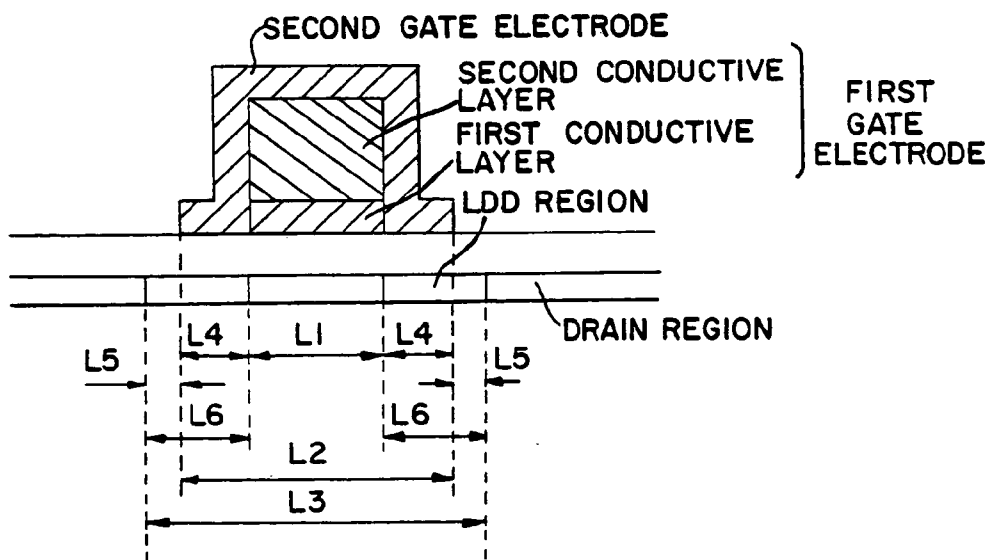 SECOND GATE ELECTRODE
SECOND CONDUCTIVE
LAYER
FIRST CONDUCTIVE
LAYER
FIRST
GATE
ELECTRODE
LDD REGION
DRAIN REGION
L4
L1
L4
L5
L5
L6
L6
L2
L3